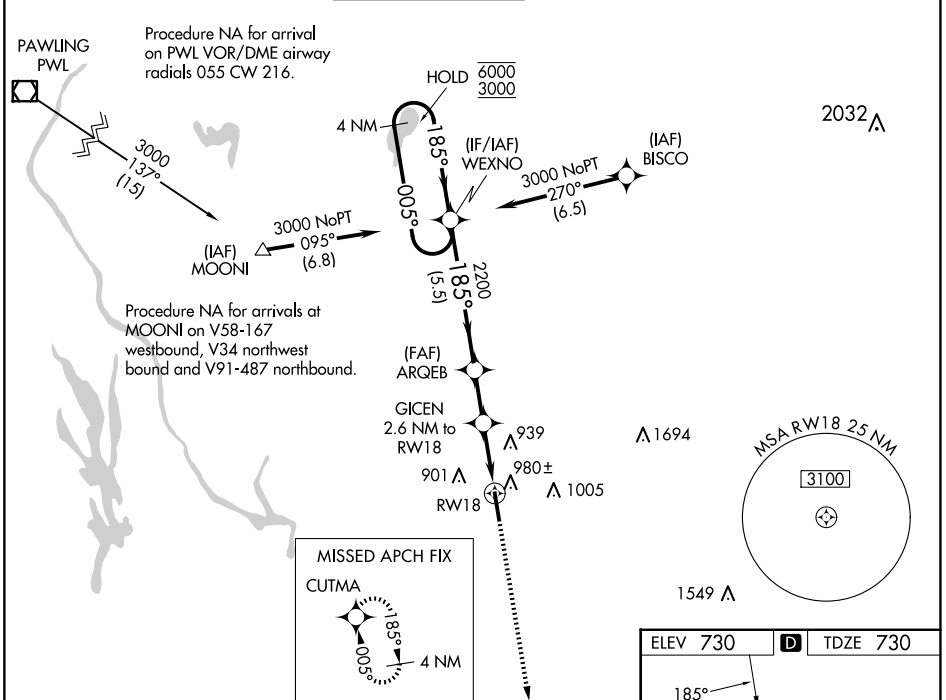 PAWLING
PWL
Procedure NA for arrival
on PWL VOR/DME airway
radials 055 CW 216.
HOLD
6000
3000
4 NM
185°
005°
(IF/IAF)
WEXNO
2032
(IAF)
BISCO
3000 NoPT
270°
(6.5)
3000
137°
(15)
3000 NoPT
095°
(6.8)
(IAF)
MOONI
2200
185°
(5.5)
Procedure NA for arrivals at
MOONI on V58-167
westbound, V34 northwest
bound and V91-487 northbound.
(FAF)
ARQEB
GICEN
2.6 NM to
RW18
939
1694
901
980±
1005
RW18
MSA RW18 25 NM
3100
MISSED APCH FIX
CUTMA
185°
005°
4 NM
1549
ELEV 730
D
TDZE 730
185°